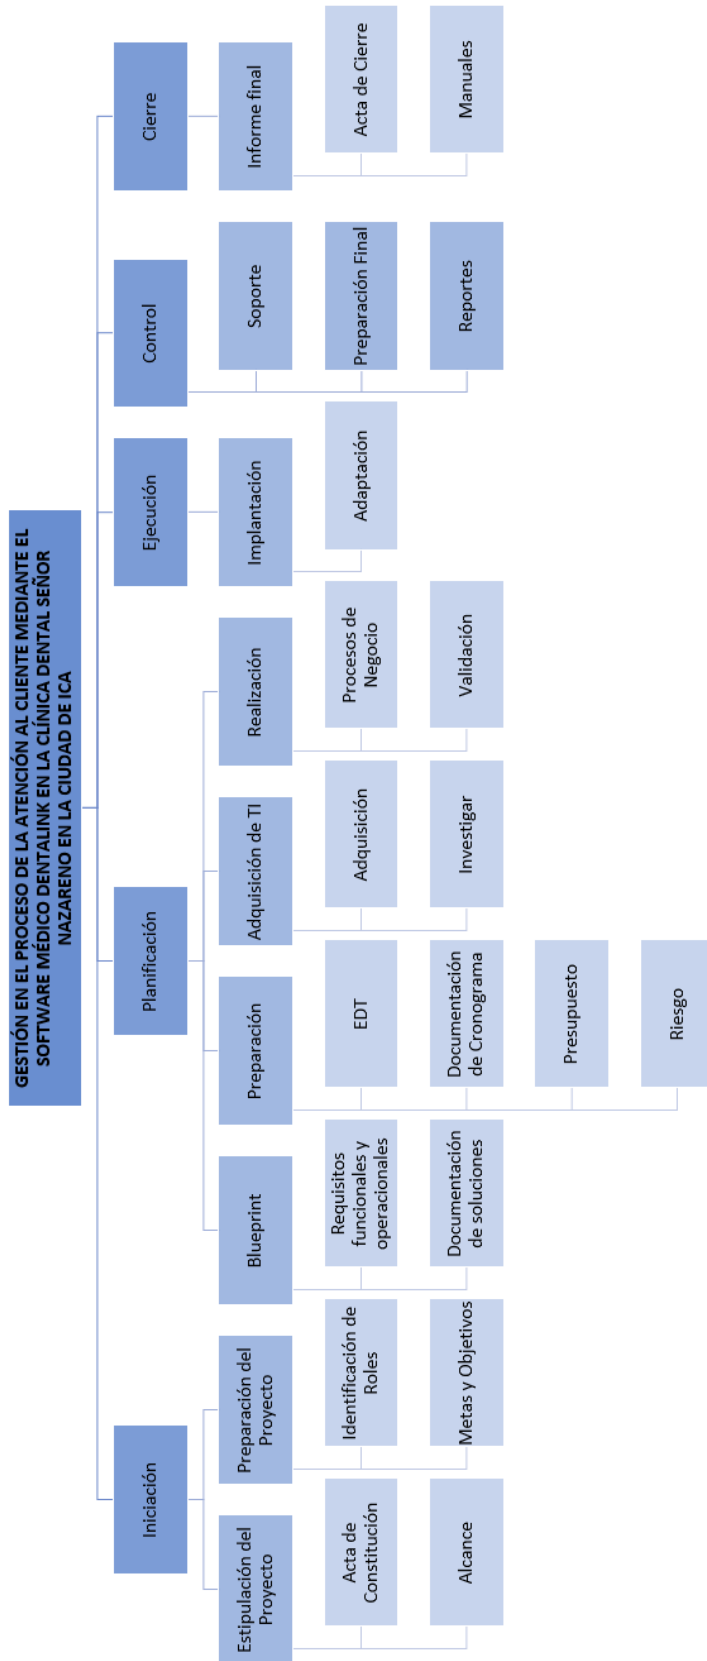 GESTIÓN EN EL PROCESO DE LA ATENCIÓN AL CLIENTE MEDIANTE EL
SOFTWARE MÉDICO DENTALINK EN LA CLÍNICA DENTAL SEÑOR
NAZARENO EN LA CIUDAD DE ICA
Iniciación
Estipulación del
Proyecto
Acta de
Constitución
Alcance
Preparación del
Proyecto
Identificación de
Roles
Metas y Objetivos
Planificación
Blueprint
Requisitos
funcionales y
operacionales
Documentación
de soluciones
Preparación
EDT
Documentación
de Cronograma
Presupuesto
Riesgo
Adquisición de TI
Adquisición
Investigar
Realización
Procesos de
Negocio
Validación
Ejecución
Implantación
Adaptación
Control
Soporte
Preparación Final
Reportes
Cierre
Informe final
Acta de Cierre
Manuales